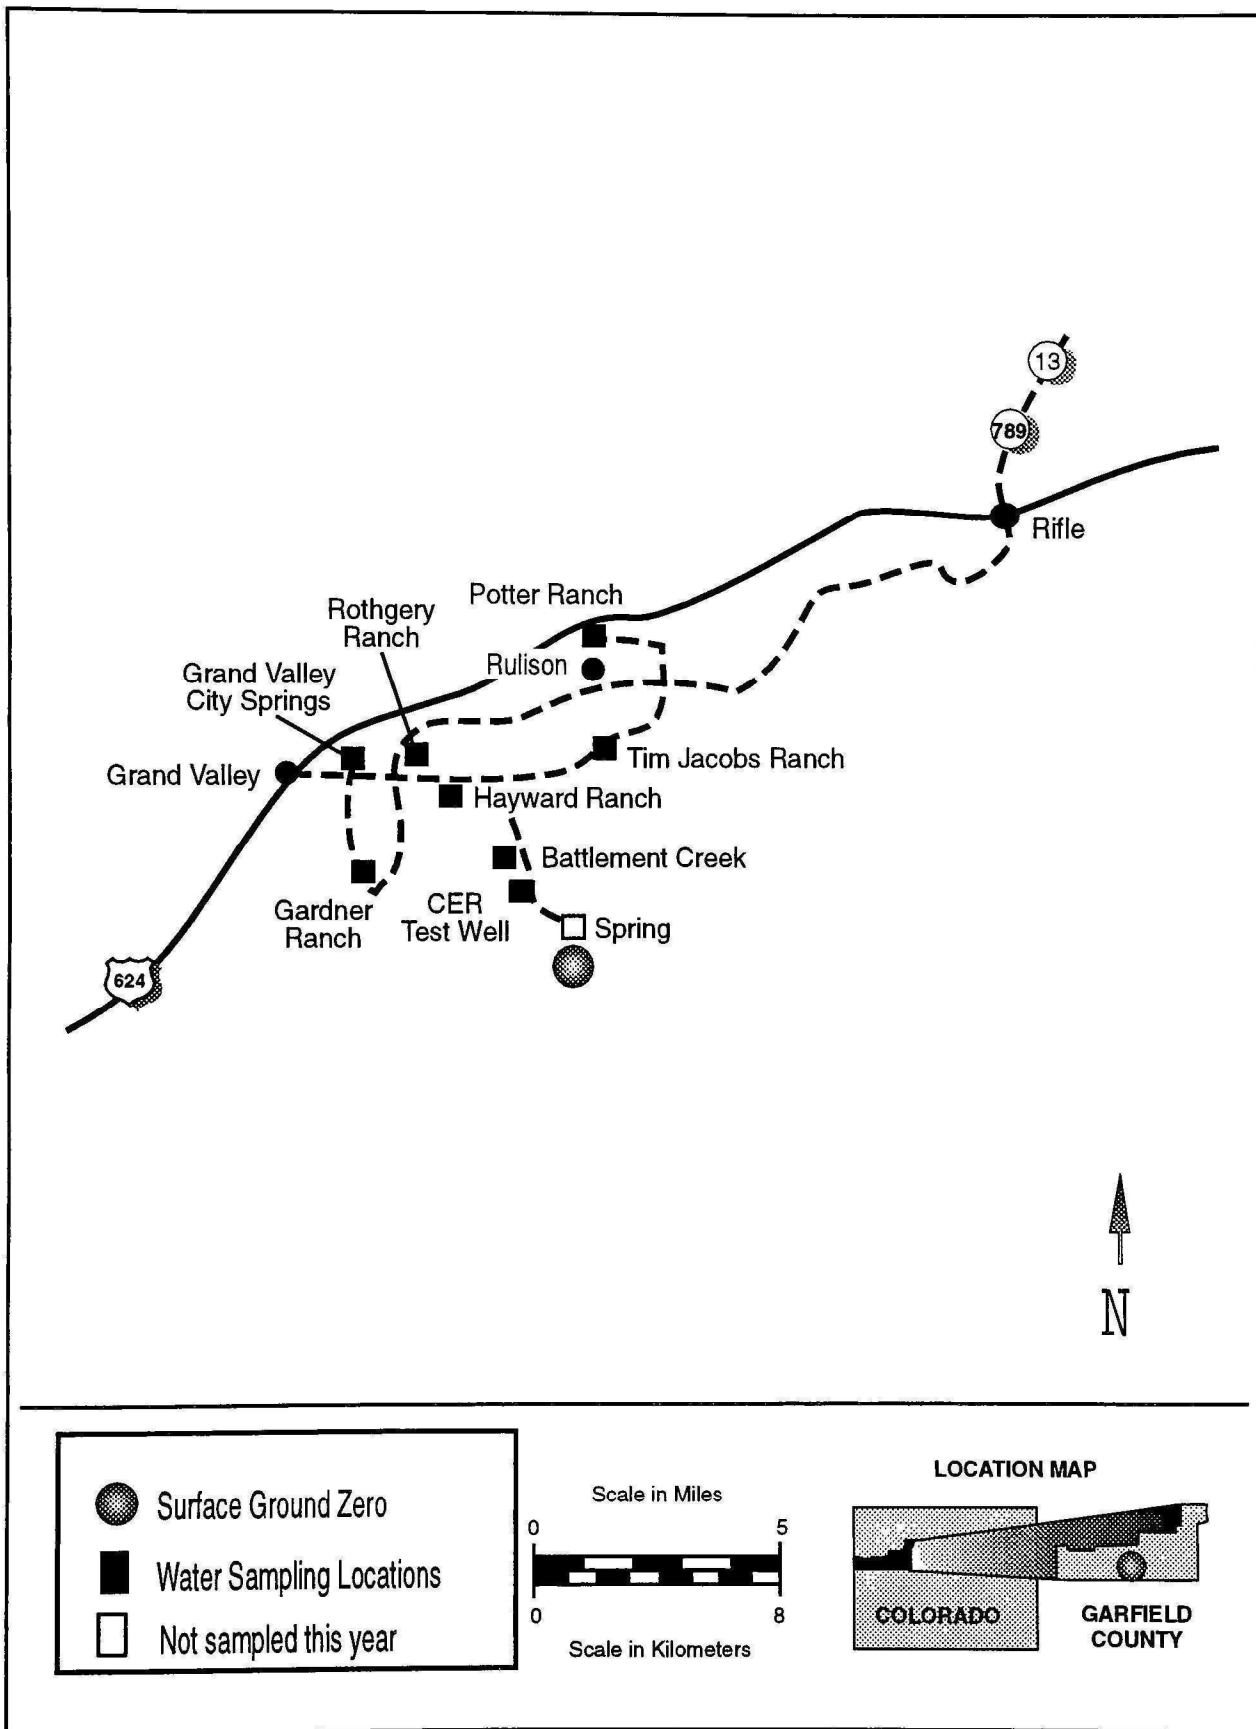 13
789
Rifle
Potter Ranch
Rothgery
Ranch
Rulison
Grand Valley
City Springs
Grand Valley
Tim Jacobs Ranch
Hayward Ranch
Battlement Creek
Gardner
Ranch
CER
Test Well
Spring
624
N
Surface Ground Zero
Water Sampling Locations
Not sampled this year
Scale in Miles
0 5
0 8
Scale in Kilometers
LOCATION MAP
COLORADO
GARFIELD
COUNTY